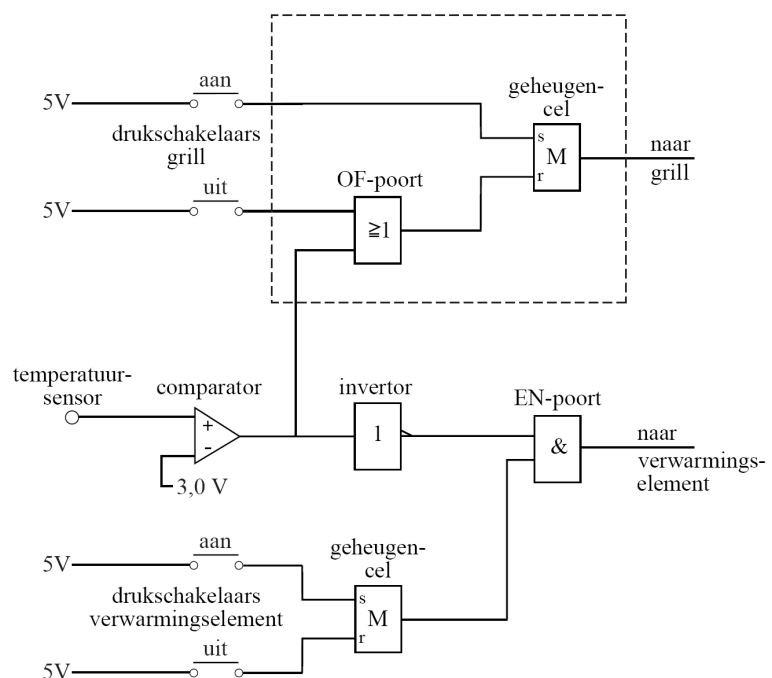 aan
5V
drukschakelaars
grill
uit
5V
geheugen-
cel
s
M
r
naar
grill
OF-poort
≧1
temperatuur-
sensor
comparator
+
-
3,0 V
invertor
1
EN-poort
&
naar
verwarmings-
element
aan
5V
drukschakelaars
verwarmingselement
uit
5V
geheugen-
cel
s
M
r